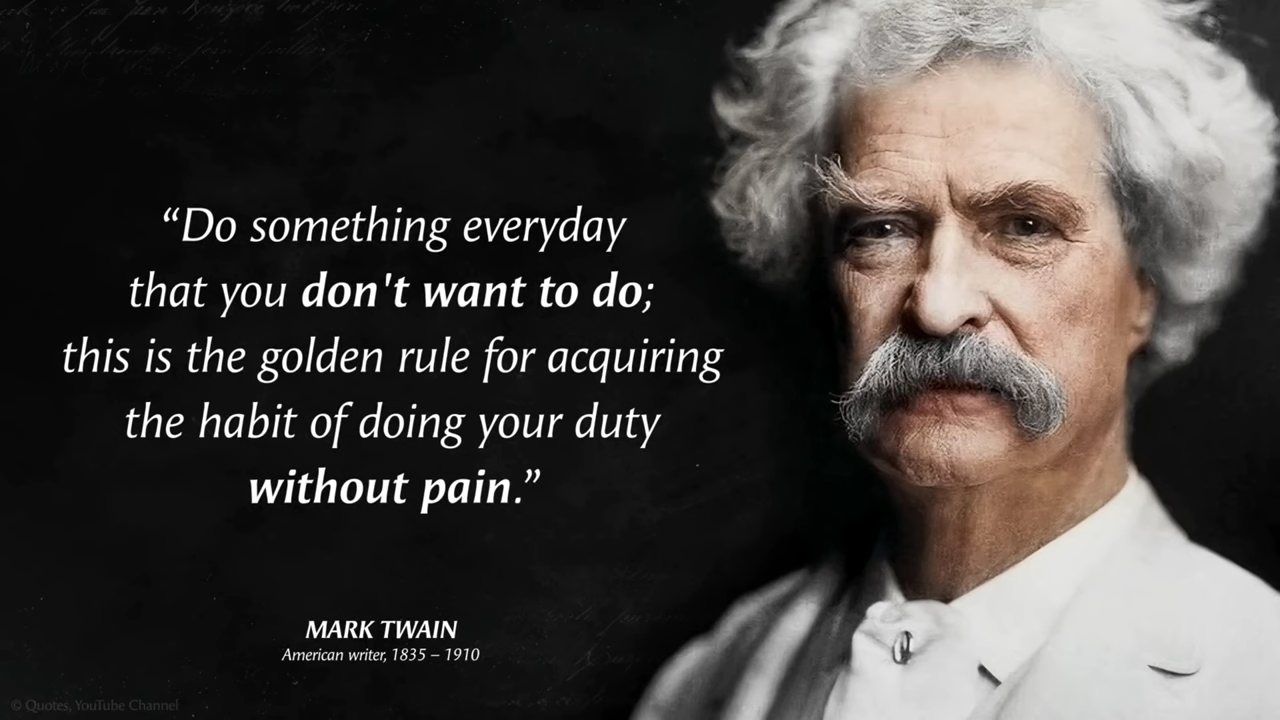 “Do something everyday
that you don't want to do;
this is the golden rule for acquiring
the habit of doing your duty
without pain.”
MARK TWAIN
American writer, 1835 – 1910
© Quotes, YouTube Channel